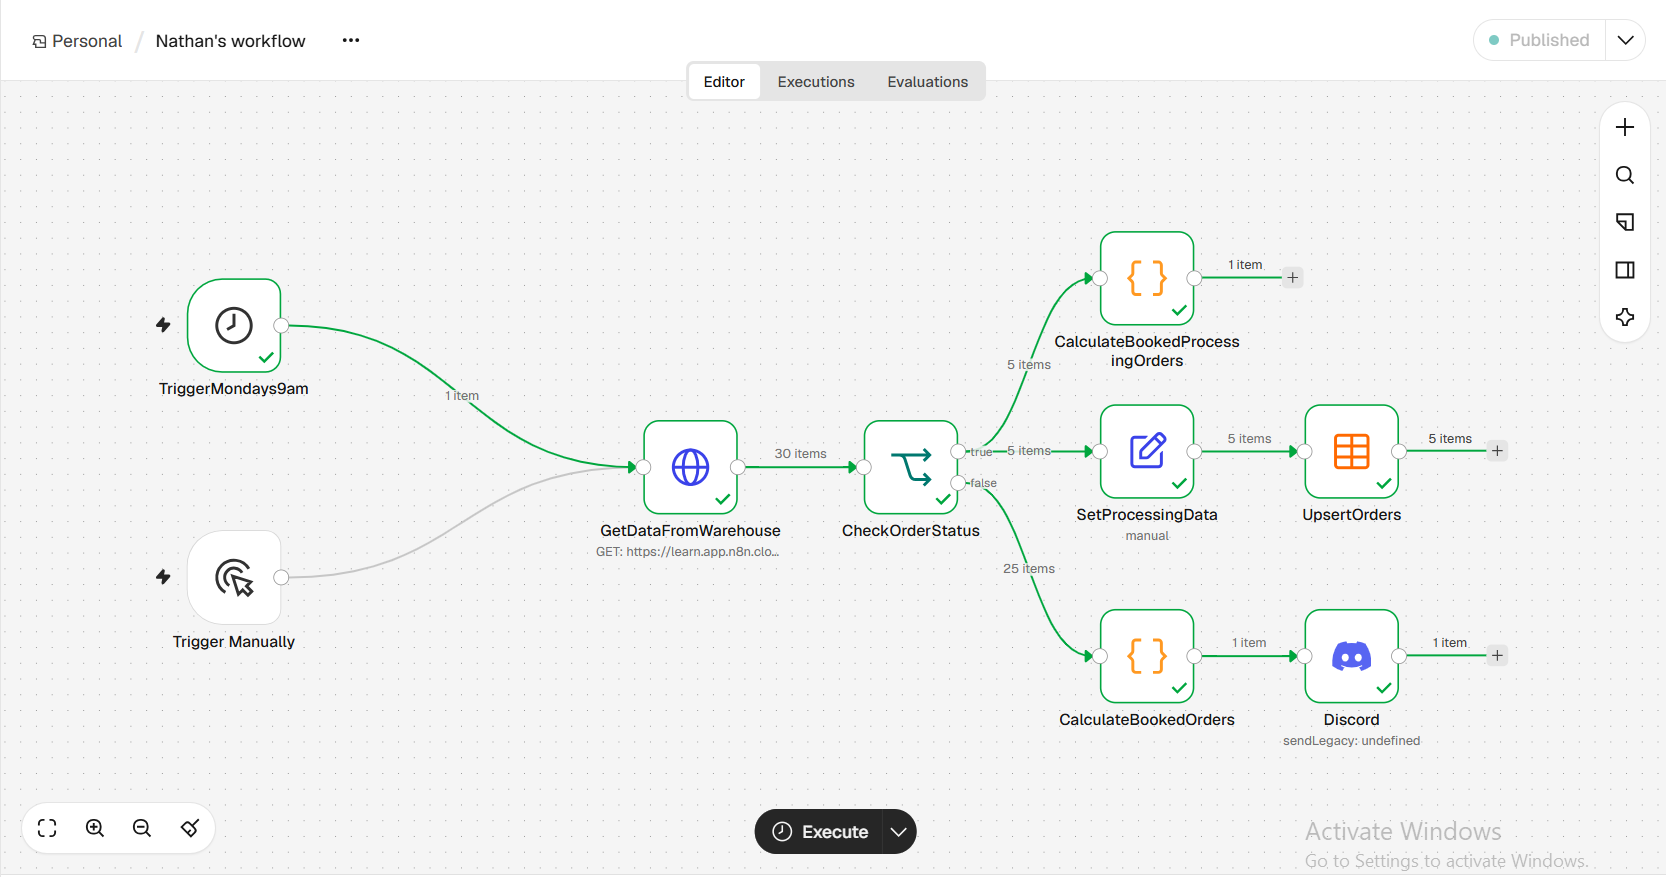 Personal / Nathan's workflow ...
Published
Editor Executions Evaluations
TriggerMondays9am
1 item
Trigger Manually
GetDataFromWarehouse
GET: https://learn.app.n8n.clo...
30 items
CheckOrderStatus
true
false
5 items
CalculateBookedProcess
ingOrders
1 item
5 items
SetProcessingData
manual
5 items
UpsertOrders
5 items
25 items
CalculateBookedOrders
1 item
Discord
sendLegacy: undefined
1 item
Execute
Activate Windows
Go to Settings to activate Windows.